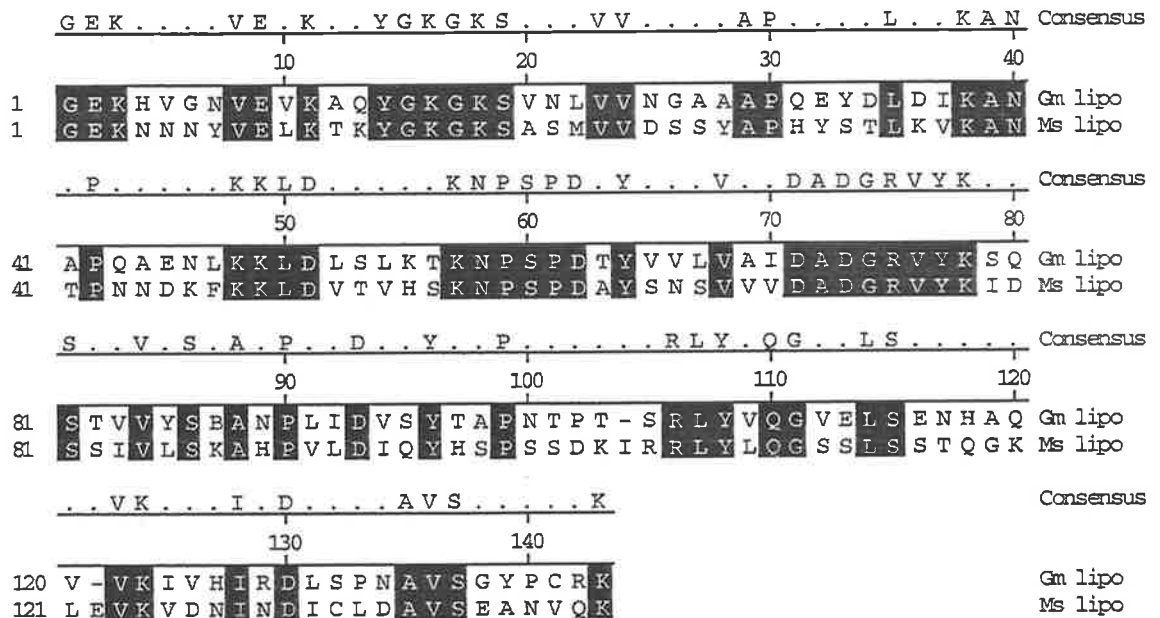 G E K . . . . V E . K . . Y G K G K S . . . V V . . . . A P . . . . L . . K A N Consensus
10 20 30 40
1 G E K H V G N V E V K A Q Y G K G K S V N L V V N G A A A P Q E Y D L D I K A N Gm lipo
1 G E K N N N Y V E L K T K Y G K G K S A S M V V D S S Y A P H Y S T L K V K A N Ms lipo
. P . . . . . K K L D . . . . . K N P S P D . Y . . . V . . D A D G R V Y K . . Consensus
50 60 70 80
41 A P Q A E N L K K L D L S L K T K N P S P D T Y V V L V A I D A D G R V Y K S Q Gm lipo
41 T P N N D K F K K L D V T V H S K N P S P D A Y S N S V V V D A D G R V Y K I D Ms lipo
S . . V . S . A . P . . D . . Y . . P . . . . . . R L Y . Q G . . L S . . . . . Consensus
90 100 110 120
81 S T V V Y S B A N P L I D V S Y T A P N T P T - S R L Y V Q G V E L S E N H A Q Gm lipo
81 S S I V L S K A H P V L D I Q Y H S P S S D K I R R L Y L Q G S S L S S T Q G K Ms lipo
. . V K . . . I . D . . . . A V S . . . . . K Consensus
130 140
120 V - V K I V H I R D L S P N A V S G Y P C R K Gm lipo
121 L E V K V D N I N D I C L D A V S E A N V Q K Ms lipo